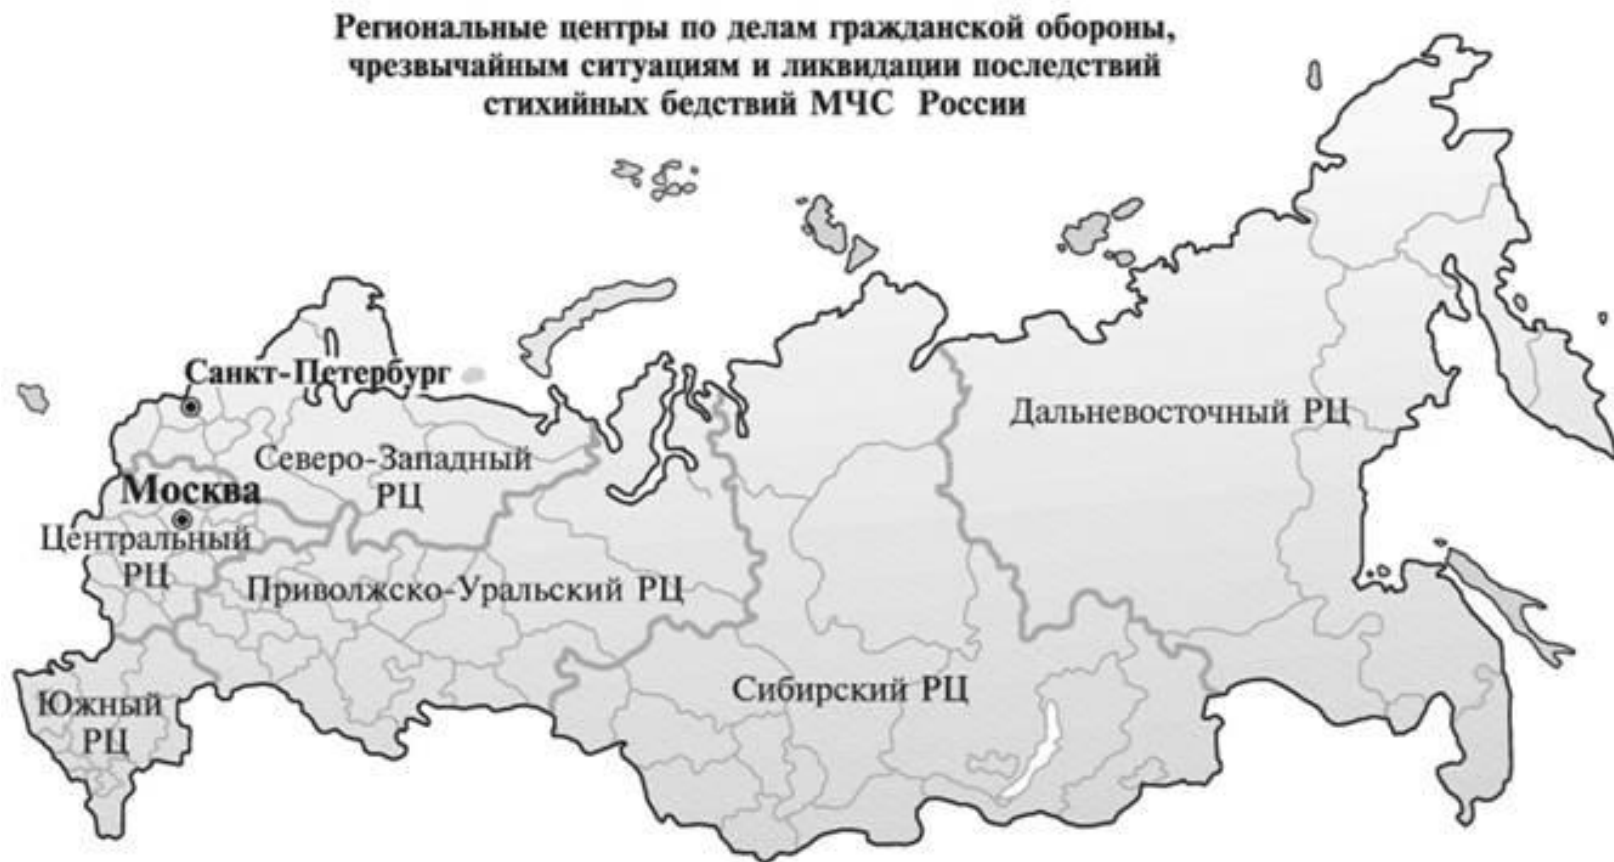 Региональные центры по делам гражданской обороны,
чрезвычайным ситуациям и ликвидации последствий
стихийных бедствий МЧС России
Санкт-Петербург
Дальневосточный РЦ
Северо-Западный
РЦ
Москва
Центральный
РЦ
Приволжско-Уральский РЦ
Сибирский РЦ
Южный
РЦ